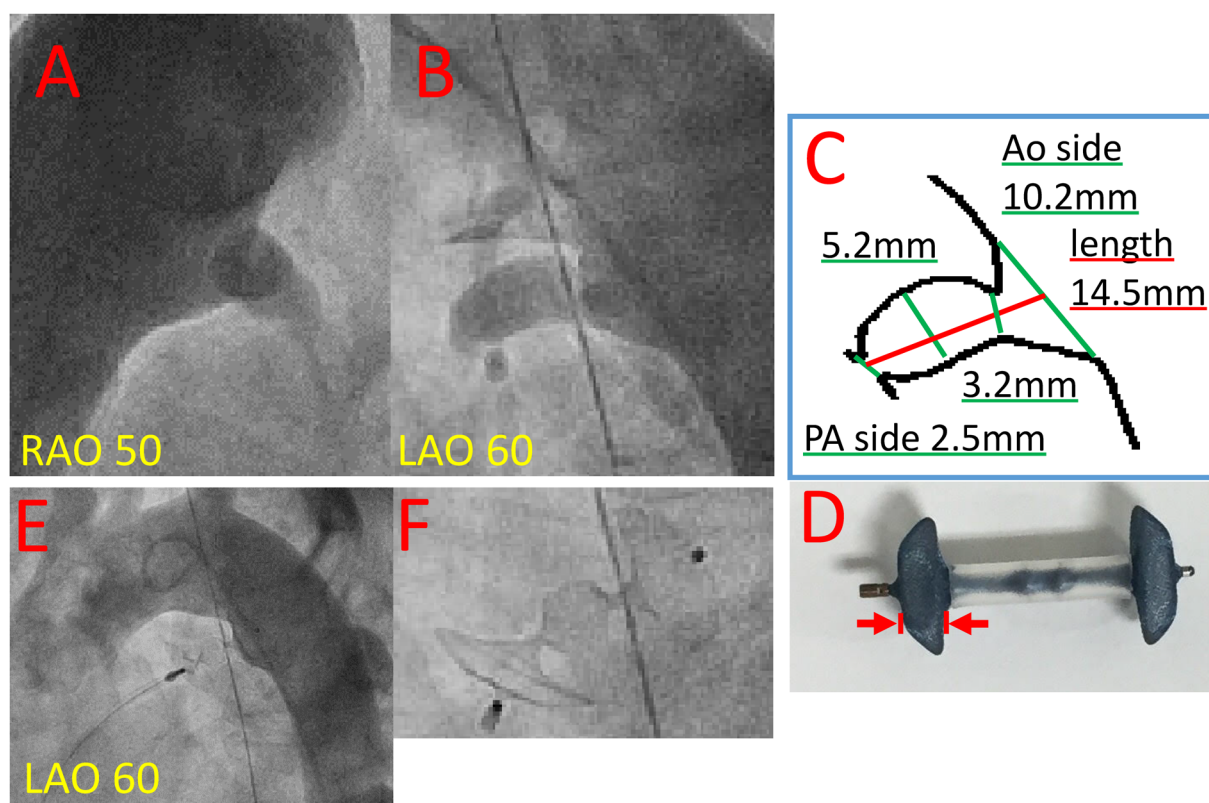 A
RAO 50
B
LAO 60
C
Ao side
10.2mm
5.2mm
length
14.5mm
3.2mm
PA side 2.5mm
D
E
LAO 60
F